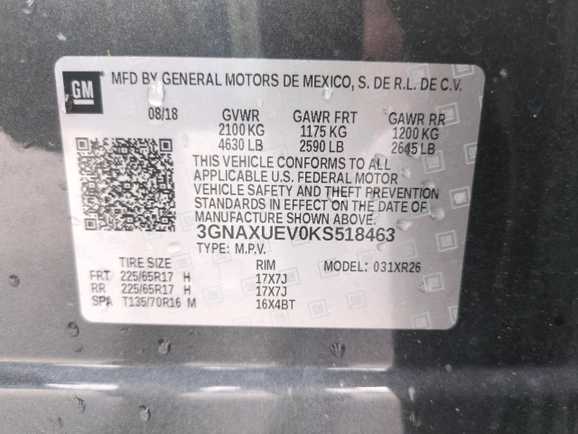 GM MFD BY GENERAL MOTORS DE MEXICO, S. DE R.L. DE C.V.
08/18 GVWR GAWR FRT GAWR RR
2100 KG 1175 KG 1200 KG
4630 LB 2590 LB 2645 LB
THIS VEHICLE CONFORMS TO ALL
APPLICABLE U.S. FEDERAL MOTOR
VEHICLE SAFETY AND THEFT PREVENTION
STANDARDS IN EFFECT ON THE DATE OF
MANUFACTURE SHOWN ABOVE.
3GNAXUEV0KS518463
TYPE: M.P.V.
TIRE SIZE RIM MODEL: 031XR26
FRT 225/65R17 H 17X7J
RR 225/65R17 H 17X7J
SPA T135/70R16 M 16X4BT